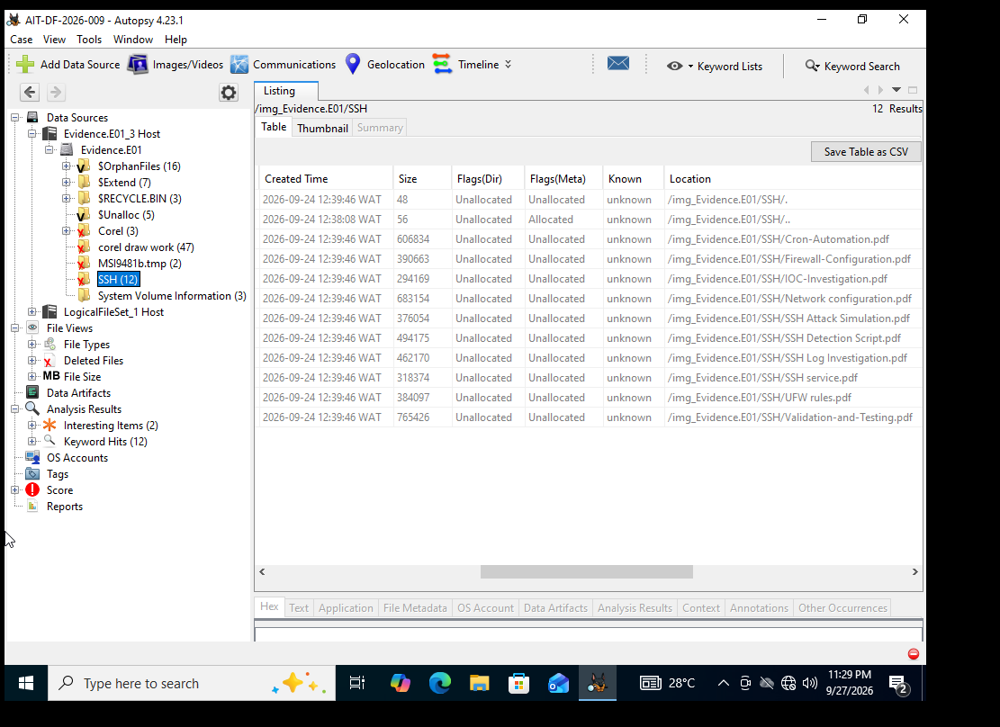 AIT-DF-2026-009 - Autopsy 4.23.1
Case View Tools Window Help
Add Data Source Images/Videos Communications Geolocation Timeline Keyword Lists Keyword Search
Listing
/img_Evidence.E01/SSH 12 Results
Table Thumbnail Summary
Save Table as CSV
Created Time Size Flags(Dir) Flags(Meta) Known Location
2026-09-24 12:39:46 WAT 48 Unallocated Unallocated unknown /img_Evidence.E01/SSH/.
2026-09-24 12:38:08 WAT 56 Unallocated Allocated unknown /img_Evidence.E01/SSH/..
2026-09-24 12:39:46 WAT 606834 Unallocated Unallocated unknown /img_Evidence.E01/SSH/Cron-Automation.pdf
2026-09-24 12:39:46 WAT 390663 Unallocated Unallocated unknown /img_Evidence.E01/SSH/Firewall-Configuration.pdf
2026-09-24 12:39:46 WAT 294169 Unallocated Unallocated unknown /img_Evidence.E01/SSH/IOC-Investigation.pdf
2026-09-24 12:39:46 WAT 683154 Unallocated Unallocated unknown /img_Evidence.E01/SSH/Network configuration.pdf
2026-09-24 12:39:46 WAT 376054 Unallocated Unallocated unknown /img_Evidence.E01/SSH/SSH Attack Simulation.pdf
2026-09-24 12:39:46 WAT 494175 Unallocated Unallocated unknown /img_Evidence.E01/SSH/SSH Detection Script.pdf
2026-09-24 12:39:46 WAT 462170 Unallocated Unallocated unknown /img_Evidence.E01/SSH/SSH Log Investigation.pdf
2026-09-24 12:39:46 WAT 318374 Unallocated Unallocated unknown /img_Evidence.E01/SSH/SSH service.pdf
2026-09-24 12:39:46 WAT 384097 Unallocated Unallocated unknown /img_Evidence.E01/SSH/UFW rules.pdf
2026-09-24 12:39:46 WAT 765426 Unallocated Unallocated unknown /img_Evidence.E01/SSH/Validation-and-Testing.pdf
Data Sources
Evidence.E01_3 Host
Evidence.E01
$OrphanFiles (16)
$Extend (7)
$RECYCLE.BIN (3)
$Unalloc (5)
Corel (3)
corel draw work (47)
MSI9481b.tmp (2)
SSH (12)
System Volume Information (3)
LogicalFileSet_1 Host
File Views
File Types
Deleted Files
MB File Size
Data Artifacts
Analysis Results
Interesting Items (2)
Keyword Hits (12)
OS Accounts
Tags
Score
Reports
Hex Text Application File Metadata OS Account Data Artifacts Analysis Results Context Annotations Other Occurrences
Type here to search
28°C
11:29 PM
9/27/2026
2